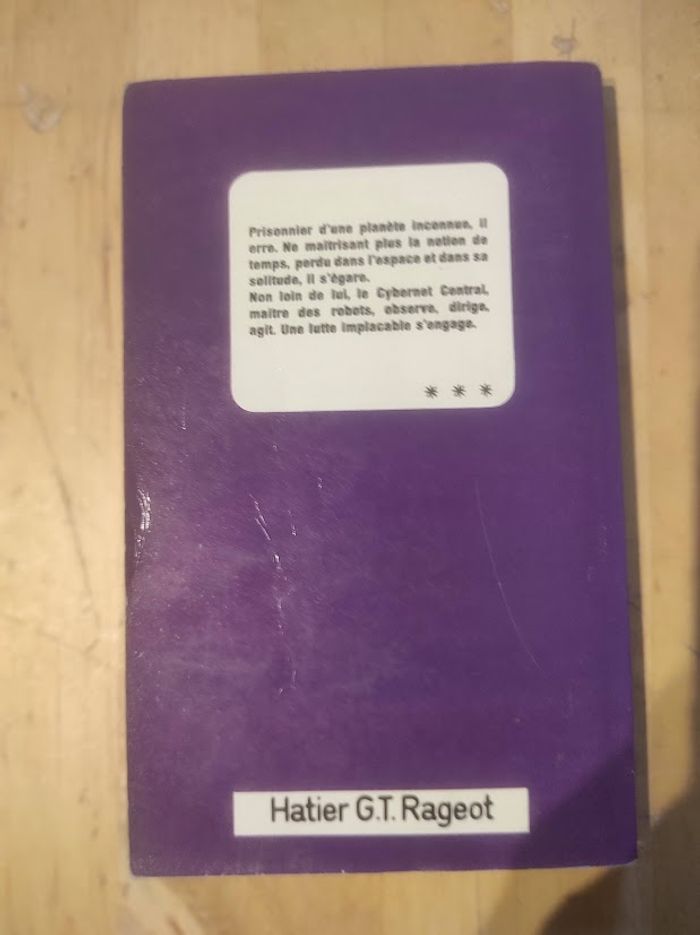 Prisonnier d'une planète inconnue, il
erre. Ne maîtrisant plus la notion de
temps, perdu dans l'espace et dans sa
solitude, il s'égare.
Non loin de lui, le Cybernet Central,
maître des robots, observe, dirige,
agit. Une lutte implacable s'engage.
* * *
Hatier G.T. Rageot